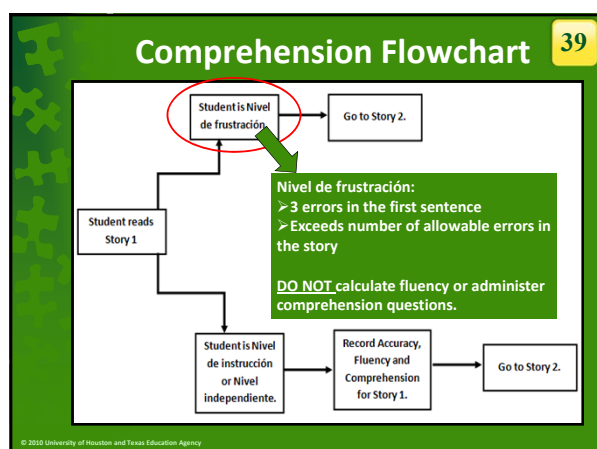 Comprehension Flowchart
39
Student is Nivel
de frustración.
Go to Story 2.
Nivel de frustración:
➢3 errors in the first sentence
➢Exceeds number of allowable errors in
the story
DO NOT calculate fluency or administer
comprehension questions.
Student reads
Story 1
Student is Nivel
de instrucción
or Nivel
independiente.
Record Accuracy,
Fluency and
Comprehension
for Story 1.
Go to Story 2.
© 2010 University of Houston and Texas Education Agency